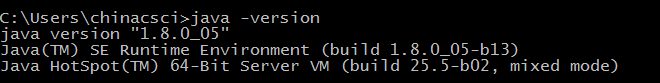 C:\Users\chinacsci>java -version
java version "1.8.0_05"
Java(TM) SE Runtime Environment (build 1.8.0_05-b13)
Java HotSpot(TM) 64-Bit Server VM (build 25.5-b02, mixed mode)